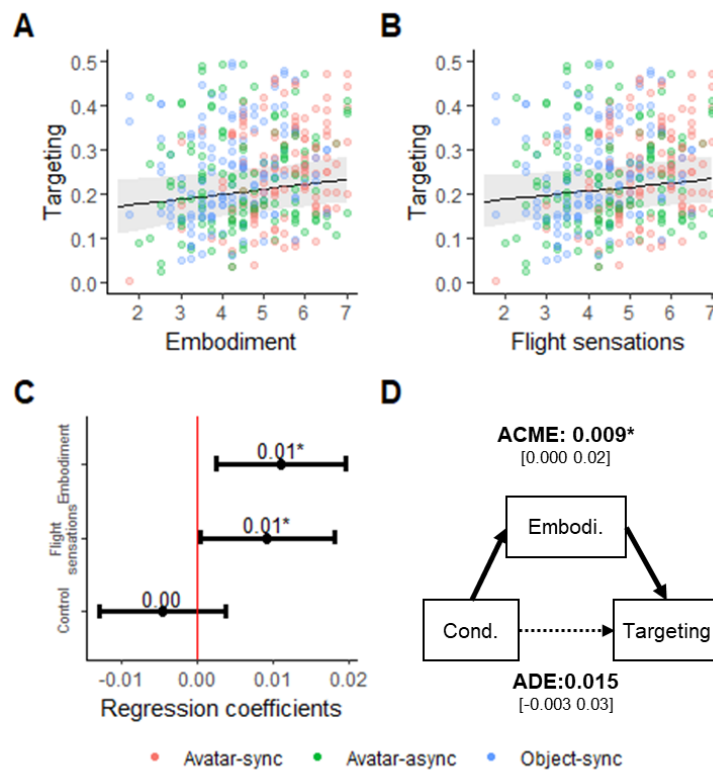 A
Targeting
0.5
0.4
0.3
0.2
0.1
0.0
2 3 4 5 6 7
Embodiment
B
Targeting
0.5
0.4
0.3
0.2
0.1
0.0
2 3 4 5 6 7
Flight sensations
C
Embodiment
Flight
sensations
Control
0.01*
0.01*
0.00
-0.01 0.00 0.01 0.02
Regression coefficients
D
ACME: 0.009*
[0.000 0.02]
Embodi.
Cond.
Targeting
ADE:0.015
[-0.003 0.03]
Avatar-sync
Avatar-async
Object-sync